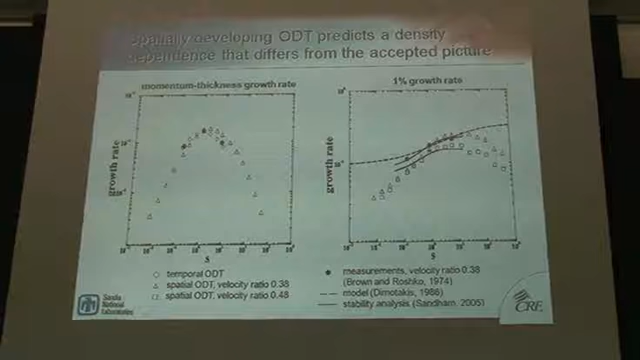 Spatially developing ODT predicts a density
dependence that differs from the accepted picture
momentum-thickness growth rate
1% growth rate
growth rate
growth rate
s
s
temporal ODT
spatial ODT, velocity ratio 0.38
spatial ODT, velocity ratio 0.48
measurements, velocity ratio 0.38
(Brown and Roshko, 1974)
model (Dimotakis, 1986)
stability analysis (Sandham, 2005)
Sandia
National
Laboratories
CRF